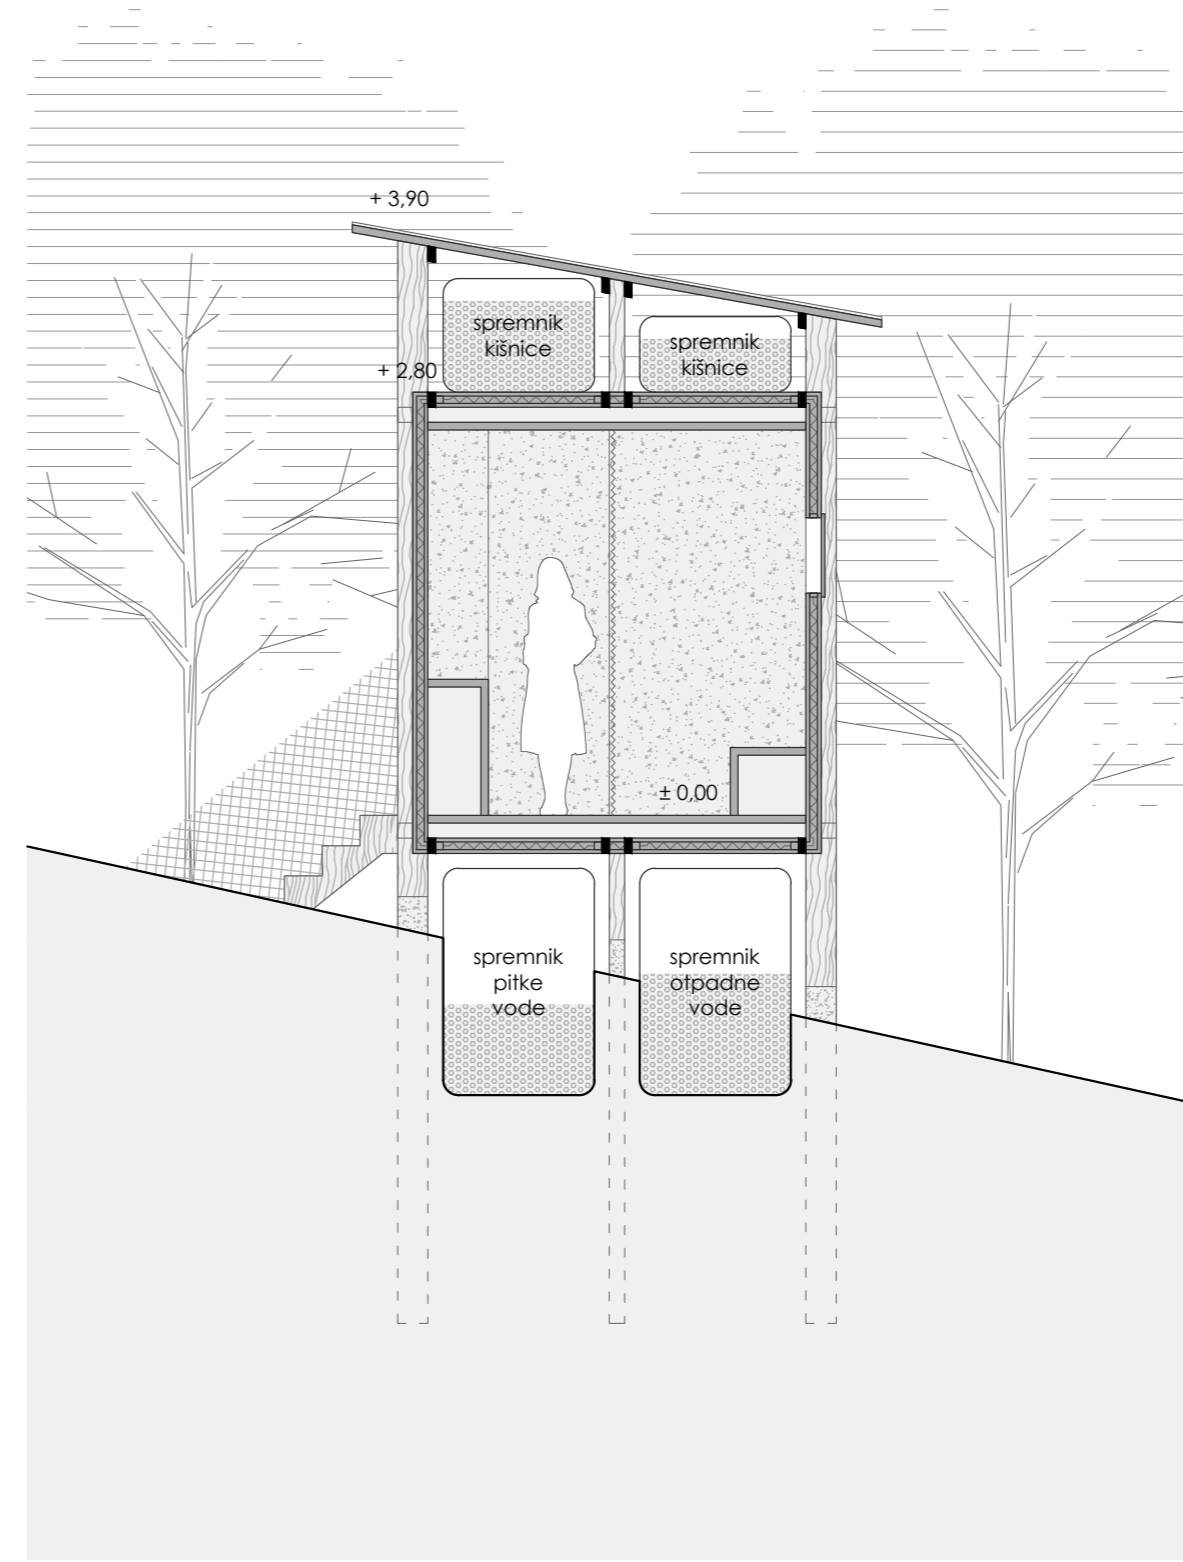 + 3,90
spremnik
kišnice
spremnik
kišnice
+ 2,80
± 0,00
spremnik
pitke
vode
spremnik
otpadne
vode